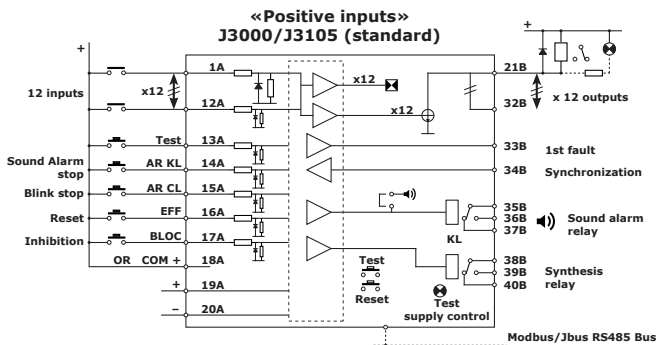 «Positive inputs»
J3000/J3105 (standard)
+
+
1A
x12
21B
12 inputs
x12
x12
x 12 outputs
12A
32B
Test
13A
33B
1st fault
Sound Alarm
stop
AR KL
14A
34B
Synchronization
Blink stop
AR CL
15A
Reset
EFF
16A
35B
36B
37B
Sound alarm
relay
KL
Inhibition
BLOC
17A
OR COM +
18A
Test
38B
39B
40B
Synthesis
relay
+
19A
Reset
Test
supply control
–
20A
Modbus/Jbus RS485 Bus